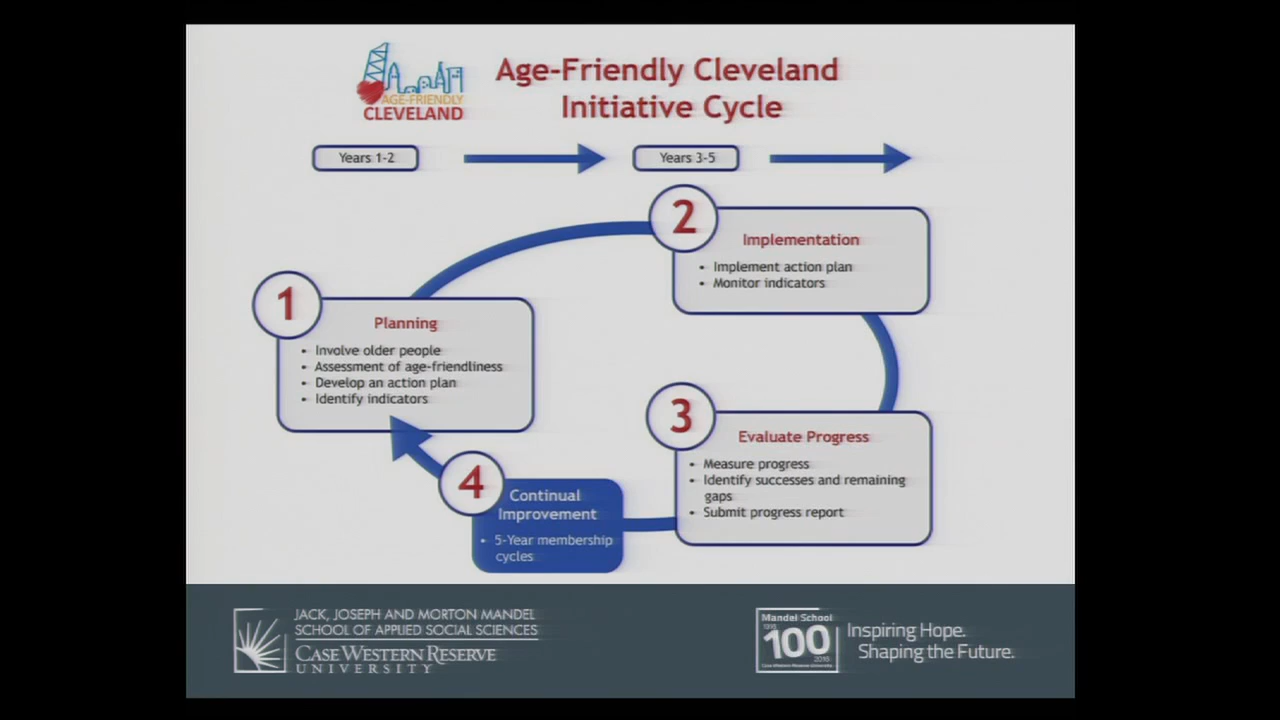 Age-Friendly Cleveland
Initiative Cycle
AGE-FRIENDLY
CLEVELAND
Years 1-2
Years 3-5
1
Planning
• Involve older people
• Assessment of age-friendliness
• Develop an action plan
• Identify indicators
2
Implementation
• Implement action plan
• Monitor indicators
3
Evaluate Progress
• Measure progress
• Identify successes and remaining
gaps
• Submit progress report
4
Continual
Improvement
• 5-Year membership
cycles
JACK, JOSEPH AND MORTON MANDEL
SCHOOL OF APPLIED SOCIAL SCIENCES
CASE WESTERN RESERVE
UNIVERSITY
Mandel School
100
Case Western Reserve University
Inspiring Hope.
Shaping the Future.